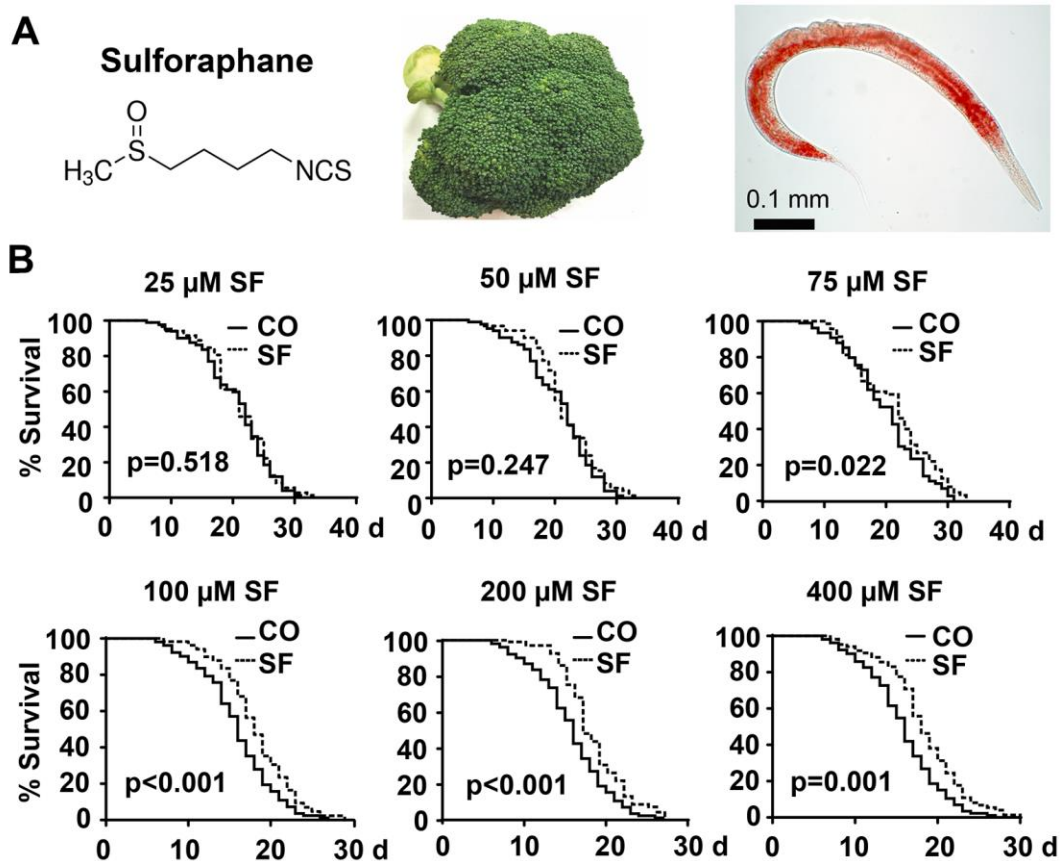 A
Sulforaphane
O
S
H3C
NCS
0.1 mm
B
25 µM SF
50 µM SF
75 µM SF
% Survival
100
80
60
40
20
0
CO
SF
p=0.518
0 10 20 30 40 d
100
80
60
40
20
0
CO
SF
p=0.247
0 10 20 30 40 d
100
80
60
40
20
0
CO
SF
p=0.022
0 10 20 30 40 d
100 µM SF
200 µM SF
400 µM SF
% Survival
100
80
60
40
20
0
CO
SF
p<0.001
0 10 20 30 d
100
80
60
40
20
0
CO
SF
p<0.001
0 10 20 30 d
100
80
60
40
20
0
CO
SF
p=0.001
0 10 20 30 d